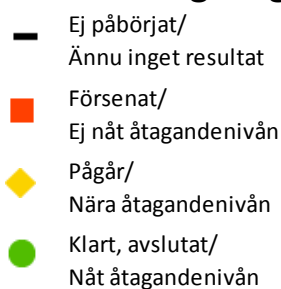 Ej påbörjat/
Ännu inget resultat
Försenat/
Ej nåt åtagandenivån
Pågår/
Nära åtagandenivån
Klart, avslutat/
Nåt åtagandenivån